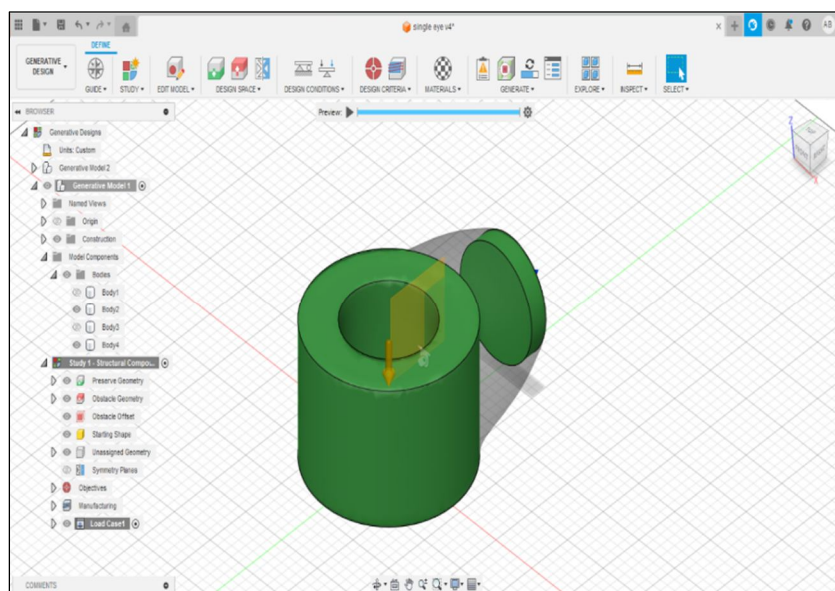 single eye v4*
AB
GENERATIVE
DESIGN
DEFINE
GUIDE
STUDY
EDIT MODEL
DESIGN SPACE
DESIGN CONDITIONS
DESIGN CRITERIA
MATERIALS
GENERATE
EXPLORE
INSPECT
SELECT
BROWSER
Preview:
Generative Designs
Units: Custom
Generative Model 2
Generative Model 1
Named Views
Origin
Construction
Model Components
Bodies
Body1
Body2
Body3
Body4
Study 1 - Structural Compo...
Preserve Geometry
Obstacle Geometry
Obstacle Offset
Starting Shape
Unassigned Geometry
Symmetry Planes
Objectives
Manufacturing
Load Case1
Z
TOP
X
COMMENTS